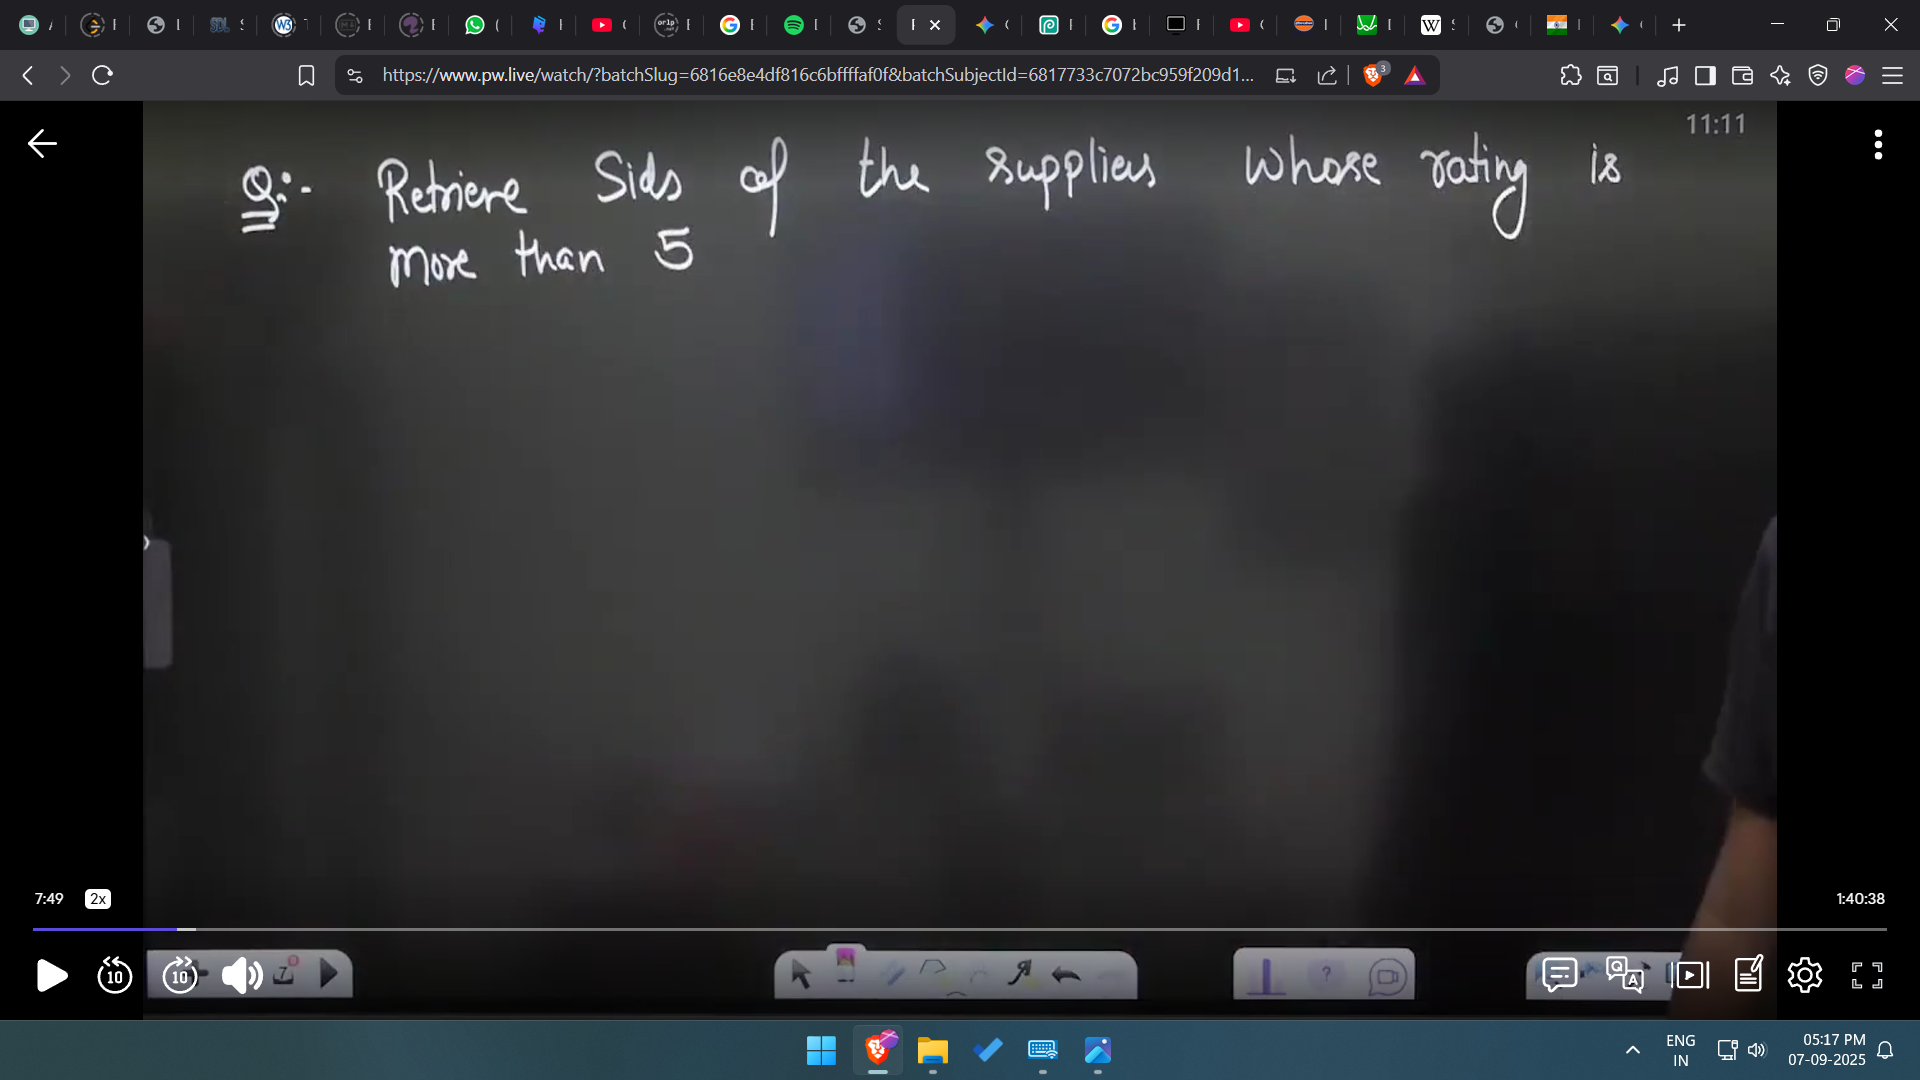 https://www.pw.live/watch/?batchSlug=6816e8e4df816c6bffffaf0f&batchSubjectId=6817733c7072bc959f209d1...
3
11:11
Q:- Retrieve Sids of the suppliers whose rating is
more than 5
7:49 2x
1:40:38
10 10
7
?
Q A
ENG
IN
05:17 PM
07-09-2025